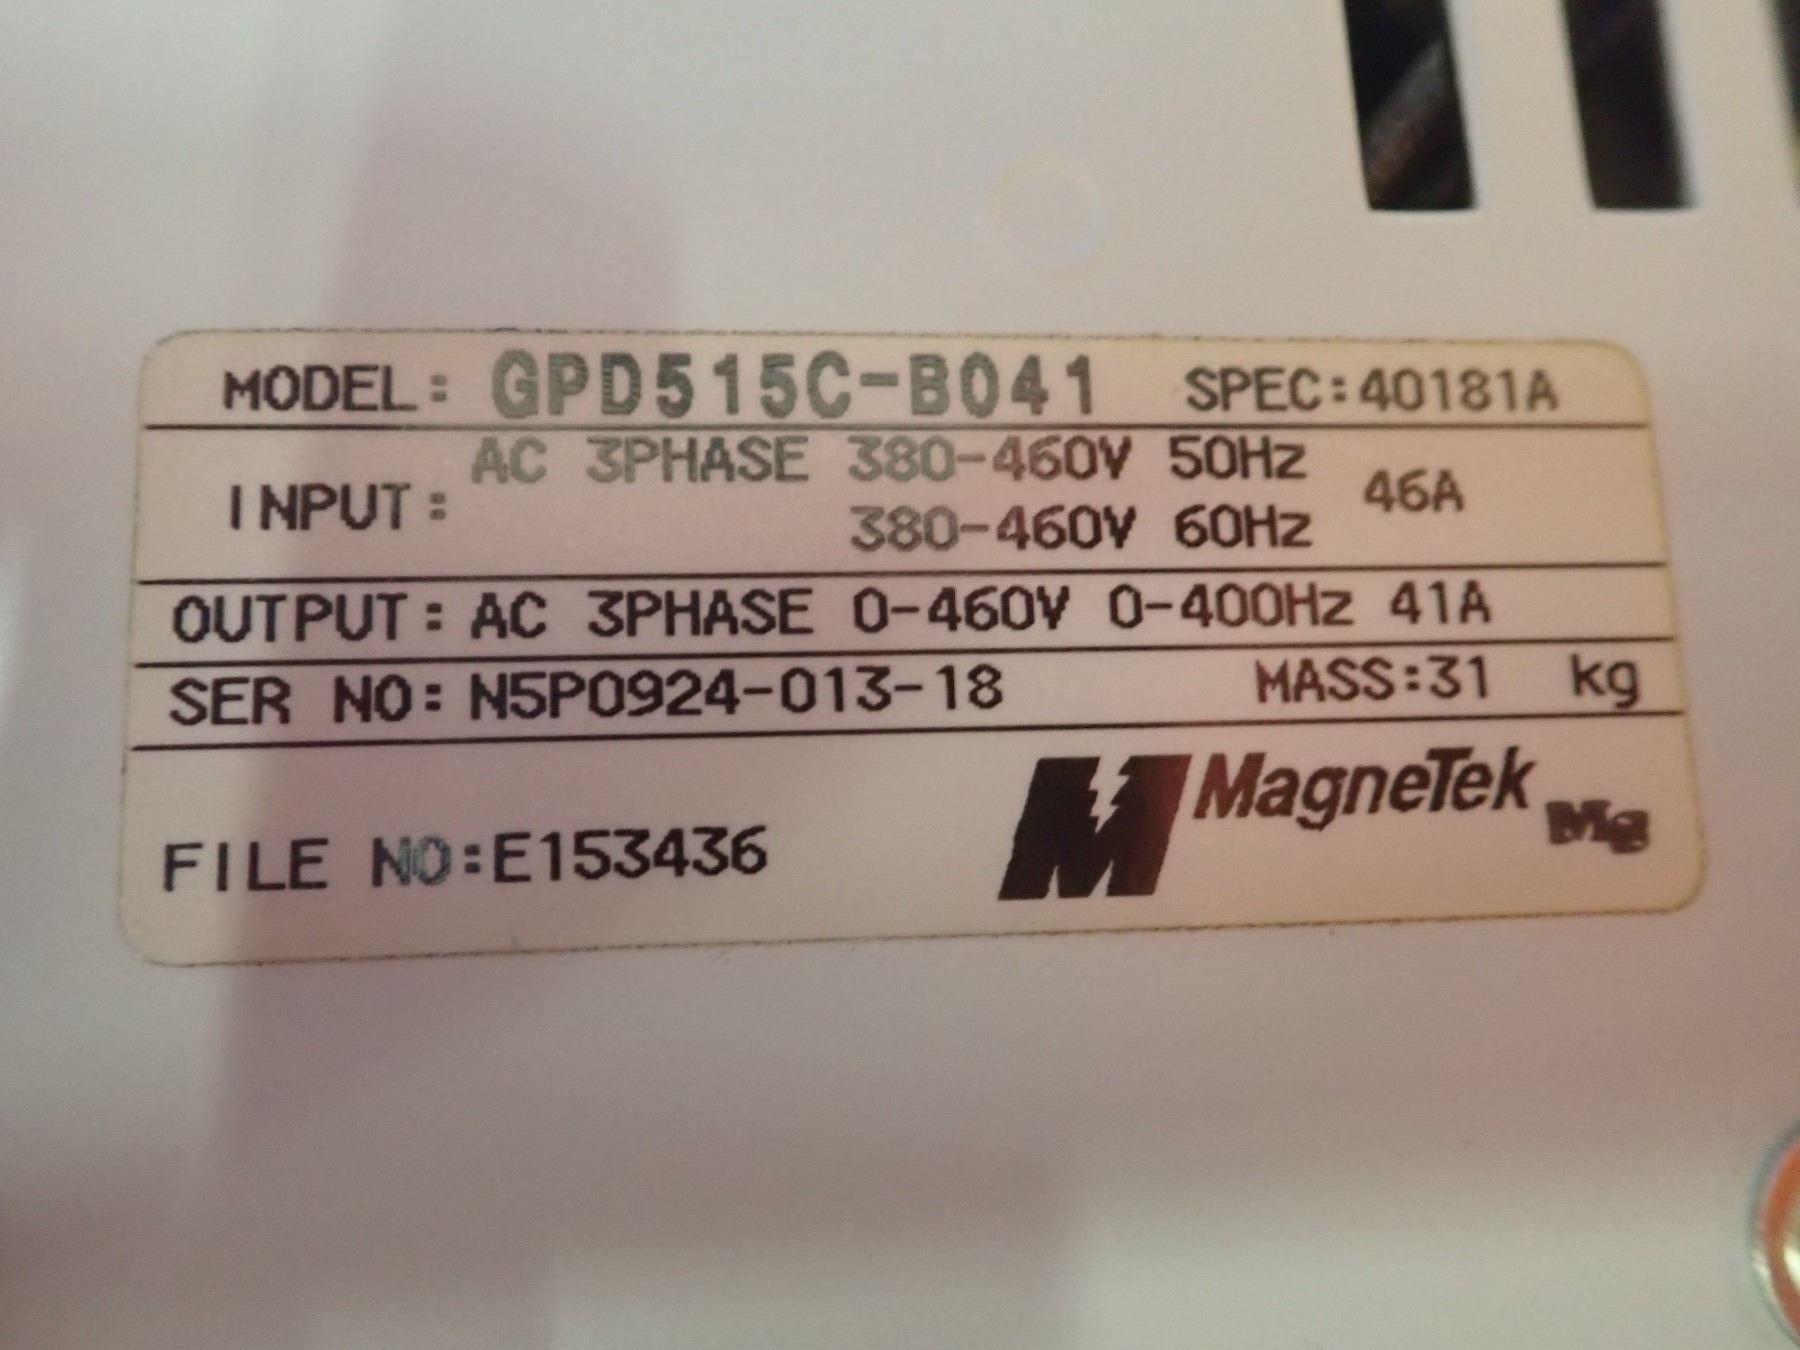 MODEL: GPD515C-B041 SPEC:40181A
INPUT: AC 3PHASE 380-460V 50Hz 46A
380-460V 60Hz
OUTPUT: AC 3PHASE 0-460V 0-400Hz 41A
SER NO: N5P0924-013-18 MASS:31 kg
FILE NO:E153436 MagneTek